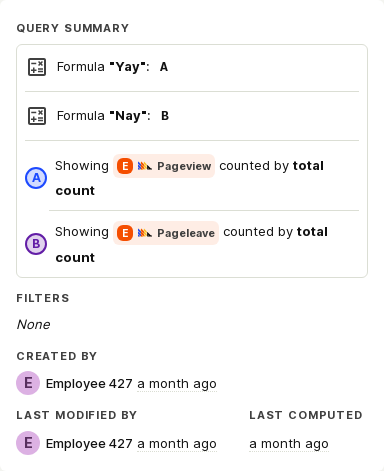 QUERY SUMMARY
Formula "Yay": A
Formula "Nay": B
A Showing E Pageview counted by total
count
B Showing E Pageleave counted by total
count
FILTERS
None
CREATED BY
E Employee 427 a month ago
LAST MODIFIED BY LAST COMPUTED
E Employee 427 a month ago a month ago